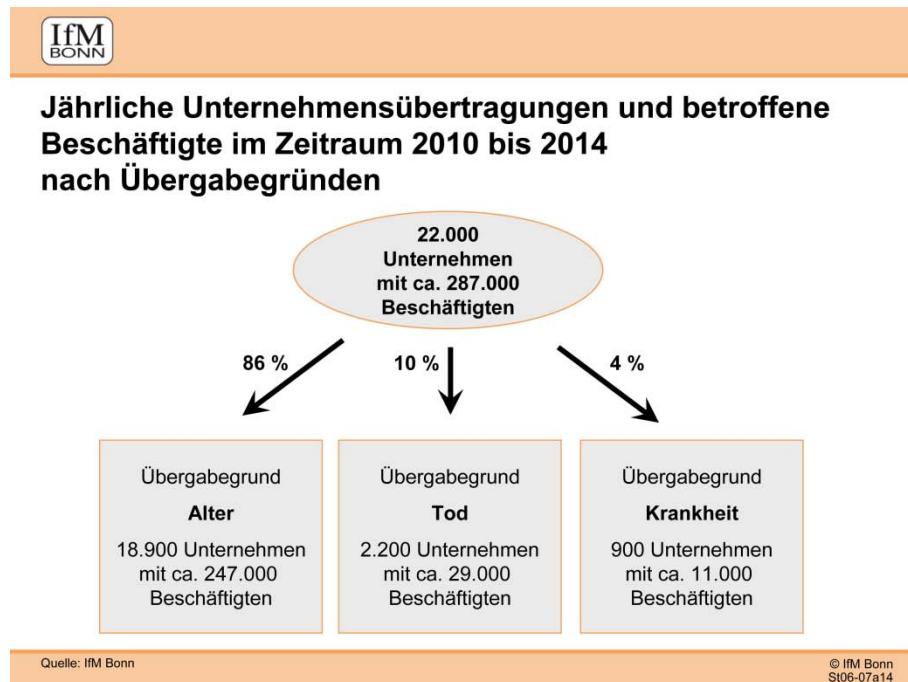 IfM
BONN
Jährliche Unternehmensübertragungen und betroffene
Beschäftigte im Zeitraum 2010 bis 2014
nach Übergabegründen
22.000
Unternehmen
mit ca. 287.000
Beschäftigten
86 %
10 %
4 %
Übergabegrund
Alter
18.900 Unternehmen
mit ca. 247.000
Beschäftigten
Übergabegrund
Tod
2.200 Unternehmen
mit ca. 29.000
Beschäftigten
Übergabegrund
Krankheit
900 Unternehmen
mit ca. 11.000
Beschäftigten
Quelle: IfM Bonn
© IfM Bonn
St06-07a14